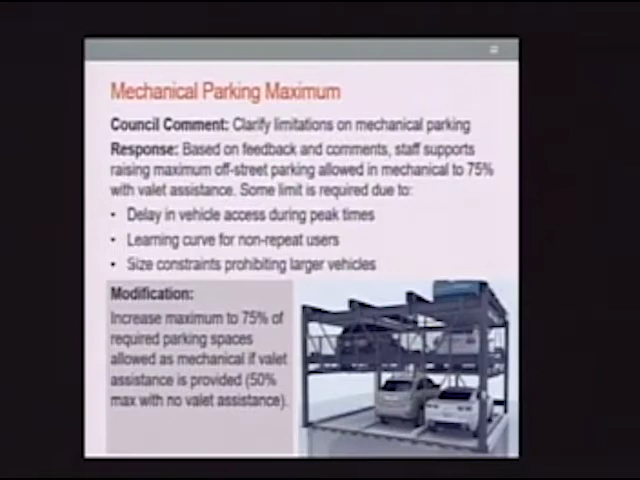 Mechanical Parking Maximum
Council Comment: Clarify limitations on mechanical parking
Response: Based on feedback and comments, staff supports
raising maximum off-street parking allowed in mechanical to 75%
with valet assistance. Some limit is required due to:
• Delay in vehicle access during peak times
• Learning curve for non-repeat users
• Size constraints prohibiting larger vehicles
Modification:
Increase maximum to 75% of
required parking spaces
allowed as mechanical if valet
assistance is provided (50%
max with no valet assistance).